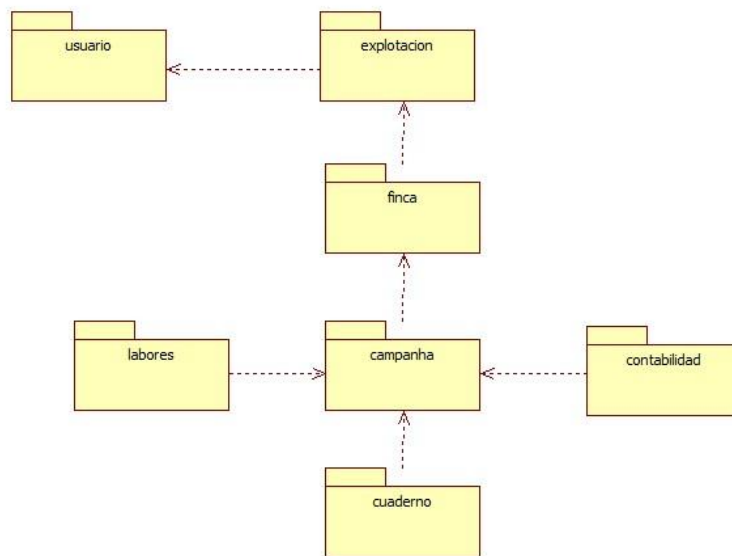 usuario
explotacion
finca
labores
campanha
contabilidad
cuaderno